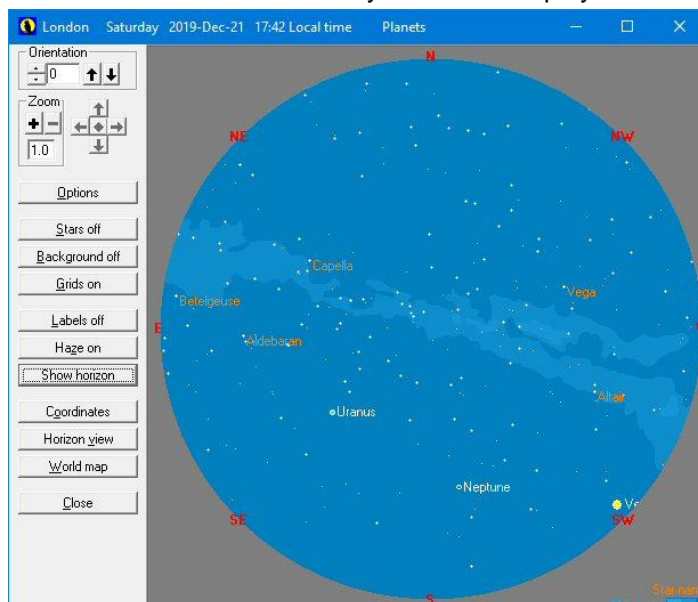 London Saturday 2019-Dec-21 17:42 Local time Planets
Orientation
0
Zoom
1.0
Options
Stars off
Background off
Grids on
Labels off
Haze on
Show horizon
Coordinates
Horizon view
World map
Close
N
NE
NW
Capella
Vega
Betelgeuse
E
Aldebaran
Altair
Uranus
Neptune
SE
SW
S